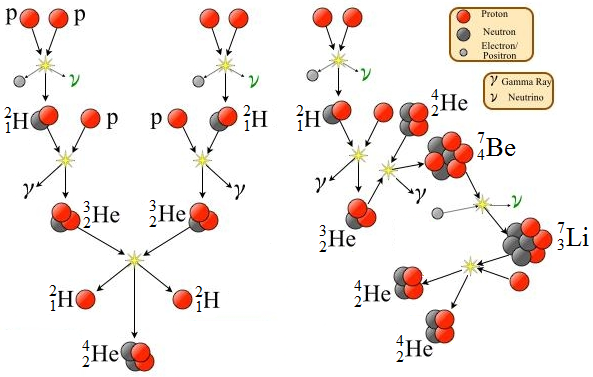 p p
ν
ν
ν
Proton
Neutron
Electron/
Positron
γ Gamma Ray
ν Neutrino
²₁H p
p ²₁H
²₁H
⁴₂He
⁷₄Be
γ
γ
γ
γ
ν
³₂He
³₂He
³₂He
⁷₃Li
²₁H
²₁H
⁴₂He
⁴₂He
⁴₂He